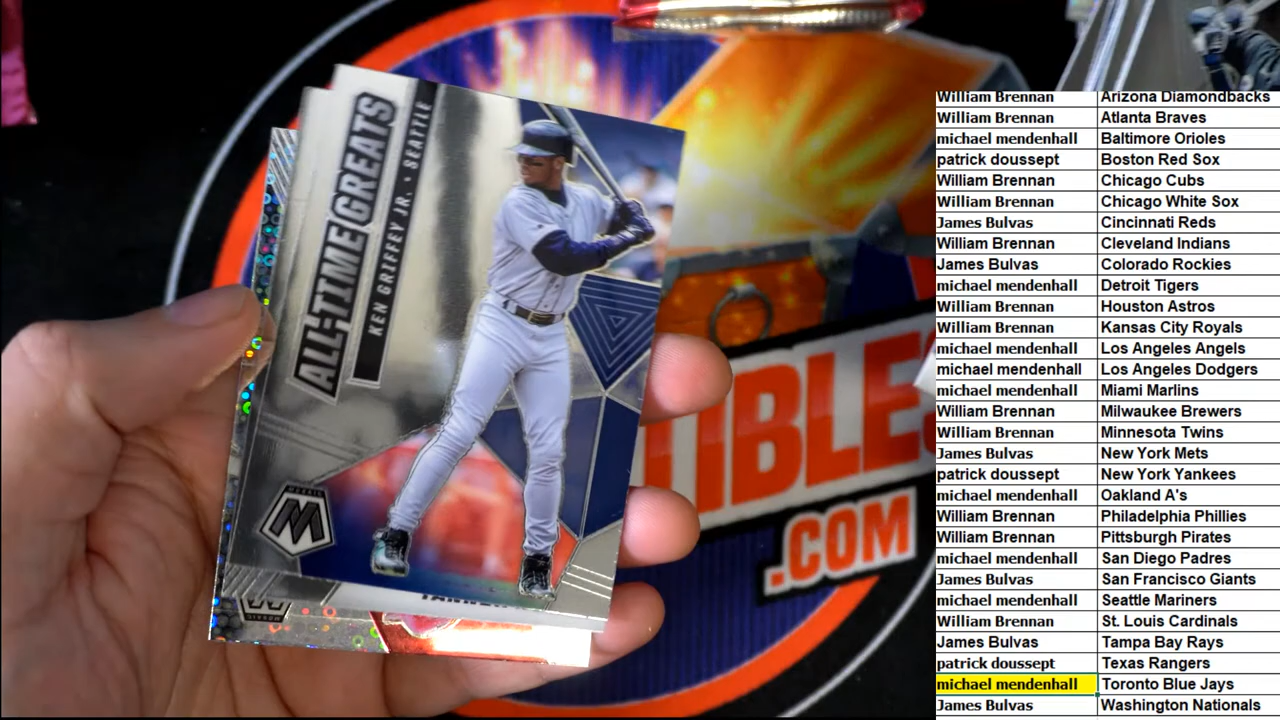 ALL-TIME GREATS
KEN GRIFFEY JR. • SEATTLE
MOSAIC
MOSAIC
TIBLES
.COM
William Brennan Arizona Diamondbacks
William Brennan Atlanta Braves
michael mendenhall Baltimore Orioles
patrick doussept Boston Red Sox
William Brennan Chicago Cubs
William Brennan Chicago White Sox
James Bulvas Cincinnati Reds
William Brennan Cleveland Indians
James Bulvas Colorado Rockies
michael mendenhall Detroit Tigers
William Brennan Houston Astros
William Brennan Kansas City Royals
michael mendenhall Los Angeles Angels
michael mendenhall Los Angeles Dodgers
michael mendenhall Miami Marlins
William Brennan Milwaukee Brewers
William Brennan Minnesota Twins
James Bulvas New York Mets
patrick doussept New York Yankees
michael mendenhall Oakland A's
William Brennan Philadelphia Phillies
William Brennan Pittsburgh Pirates
michael mendenhall San Diego Padres
James Bulvas San Francisco Giants
michael mendenhall Seattle Mariners
William Brennan St. Louis Cardinals
James Bulvas Tampa Bay Rays
patrick doussept Texas Rangers
michael mendenhall Toronto Blue Jays
James Bulvas Washington Nationals